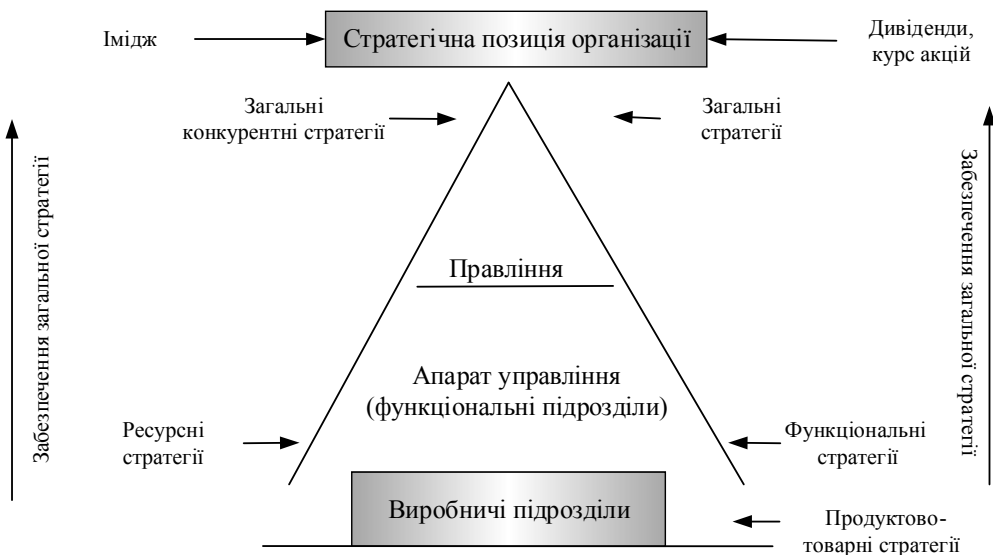 Імідж
Стратегічна позиція організації
Дивіденди,
курс акцій
Загальні
конкурентні стратегії
Загальні
стратегії
Забезпечення загальної стратегії
Забезпечення загальної стратегії
Правління
Апарат управління
(функціональні підрозділи)
Ресурсні
стратегії
Функціональні
стратегії
Виробничі підрозділи
Продуктово-
товарні стратегії